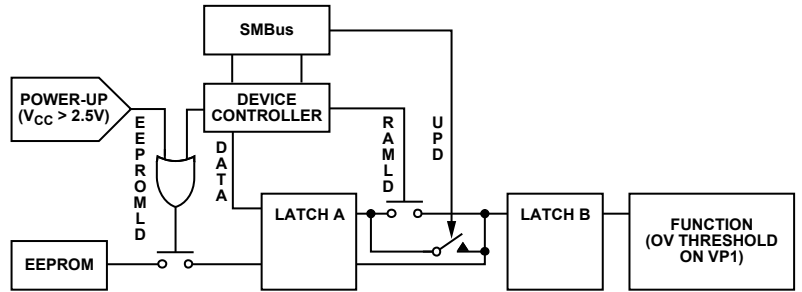 SMBus
POWER-UP
(VCC > 2.5V)
DEVICE
CONTROLLER
EEPROMLD
DATA
RAMLD
UPD
LATCH A
LATCH B
FUNCTION
(OV THRESHOLD
ON VP1)
EEPROM